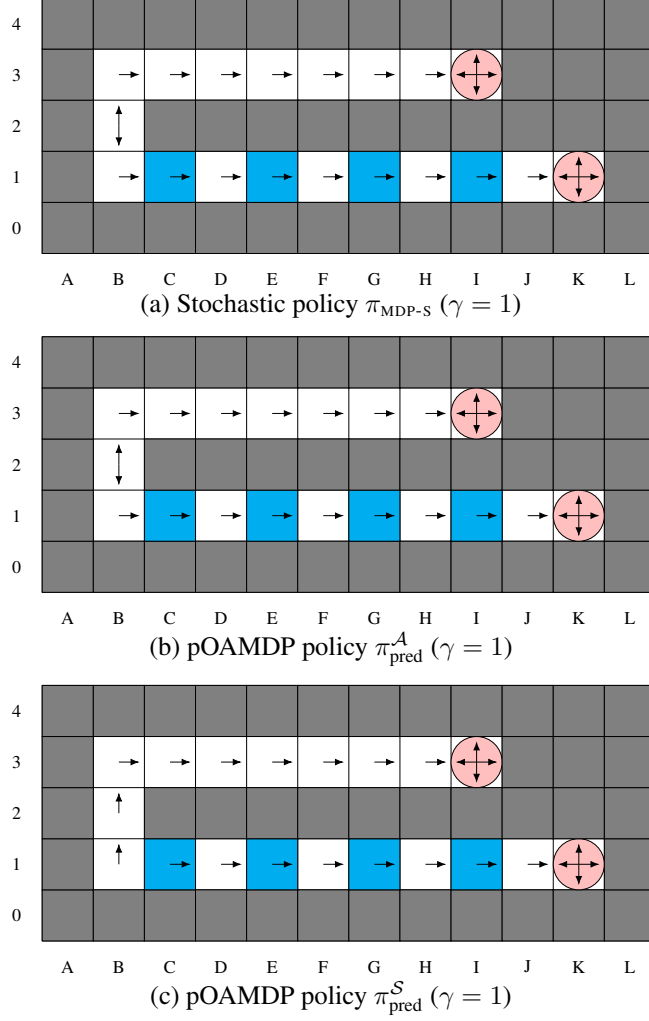 4
3
2
1
0
A B C D E F G H I J K L
(a) Stochastic policy π_MDP-S (γ = 1)
4
3
2
1
0
A B C D E F G H I J K L
(b) pOAMDP policy π^𝒜_pred (γ = 1)
4
3
2
1
0
A B C D E F G H I J K L
(c) pOAMDP policy π^𝒮_pred (γ = 1)